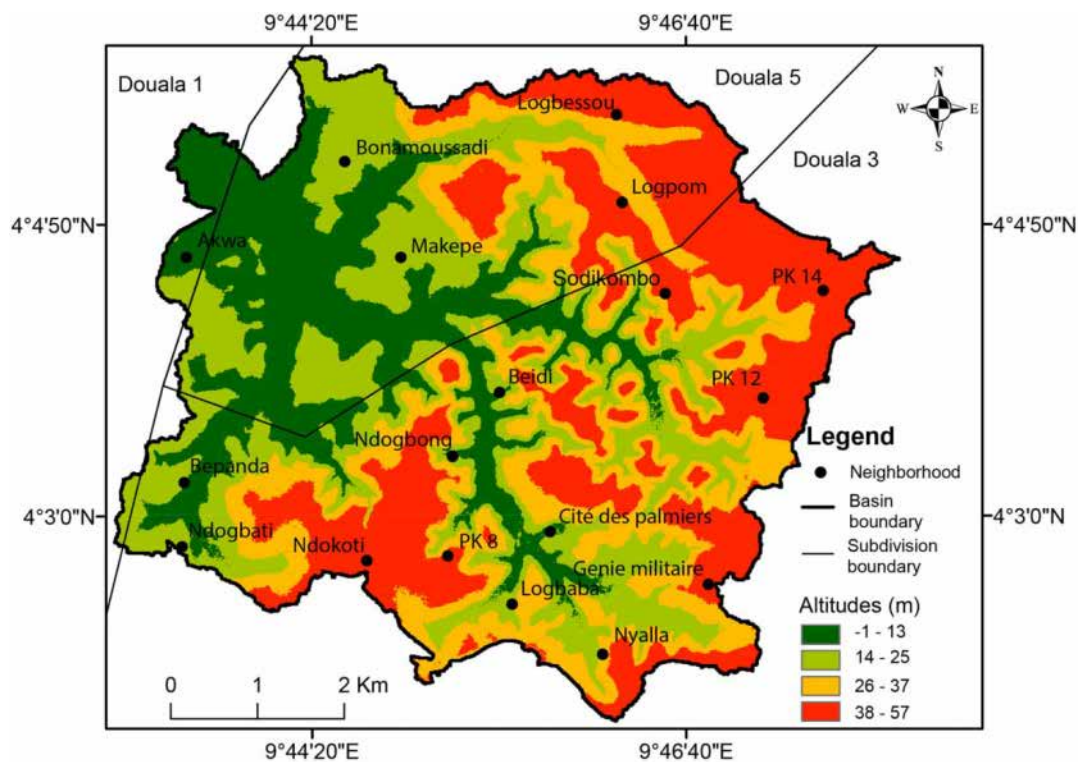 9°44'20"E
9°46'40"E
Douala 1
Douala 5
N
W
E
S
Logbessou
Bonamoussadi
Douala 3
Logpom
4°4'50"N
4°4'50"N
Akwa
Makepe
Sodikombo
PK 14
Beidi
PK 12
Legend
Ndogbong
Neighborhood
Bepanda
Basin
boundary
4°3'0"N
Cité des palmiers
4°3'0"N
Ndogbati
Ndokoti
PK 8
Subdivision
boundary
Genie militaire
Logbaba
Altitudes (m)
Nyalla
-1 - 13
14 - 25
0
1
2 Km
26 - 37
38 - 57
9°44'20"E
9°46'40"E